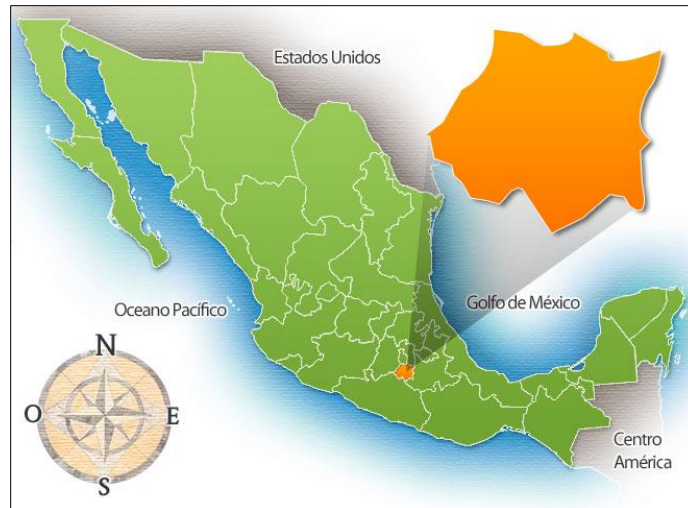 Estados Unidos
Oceano Pacífico
Golfo de México
N
O
E
S
Centro
América